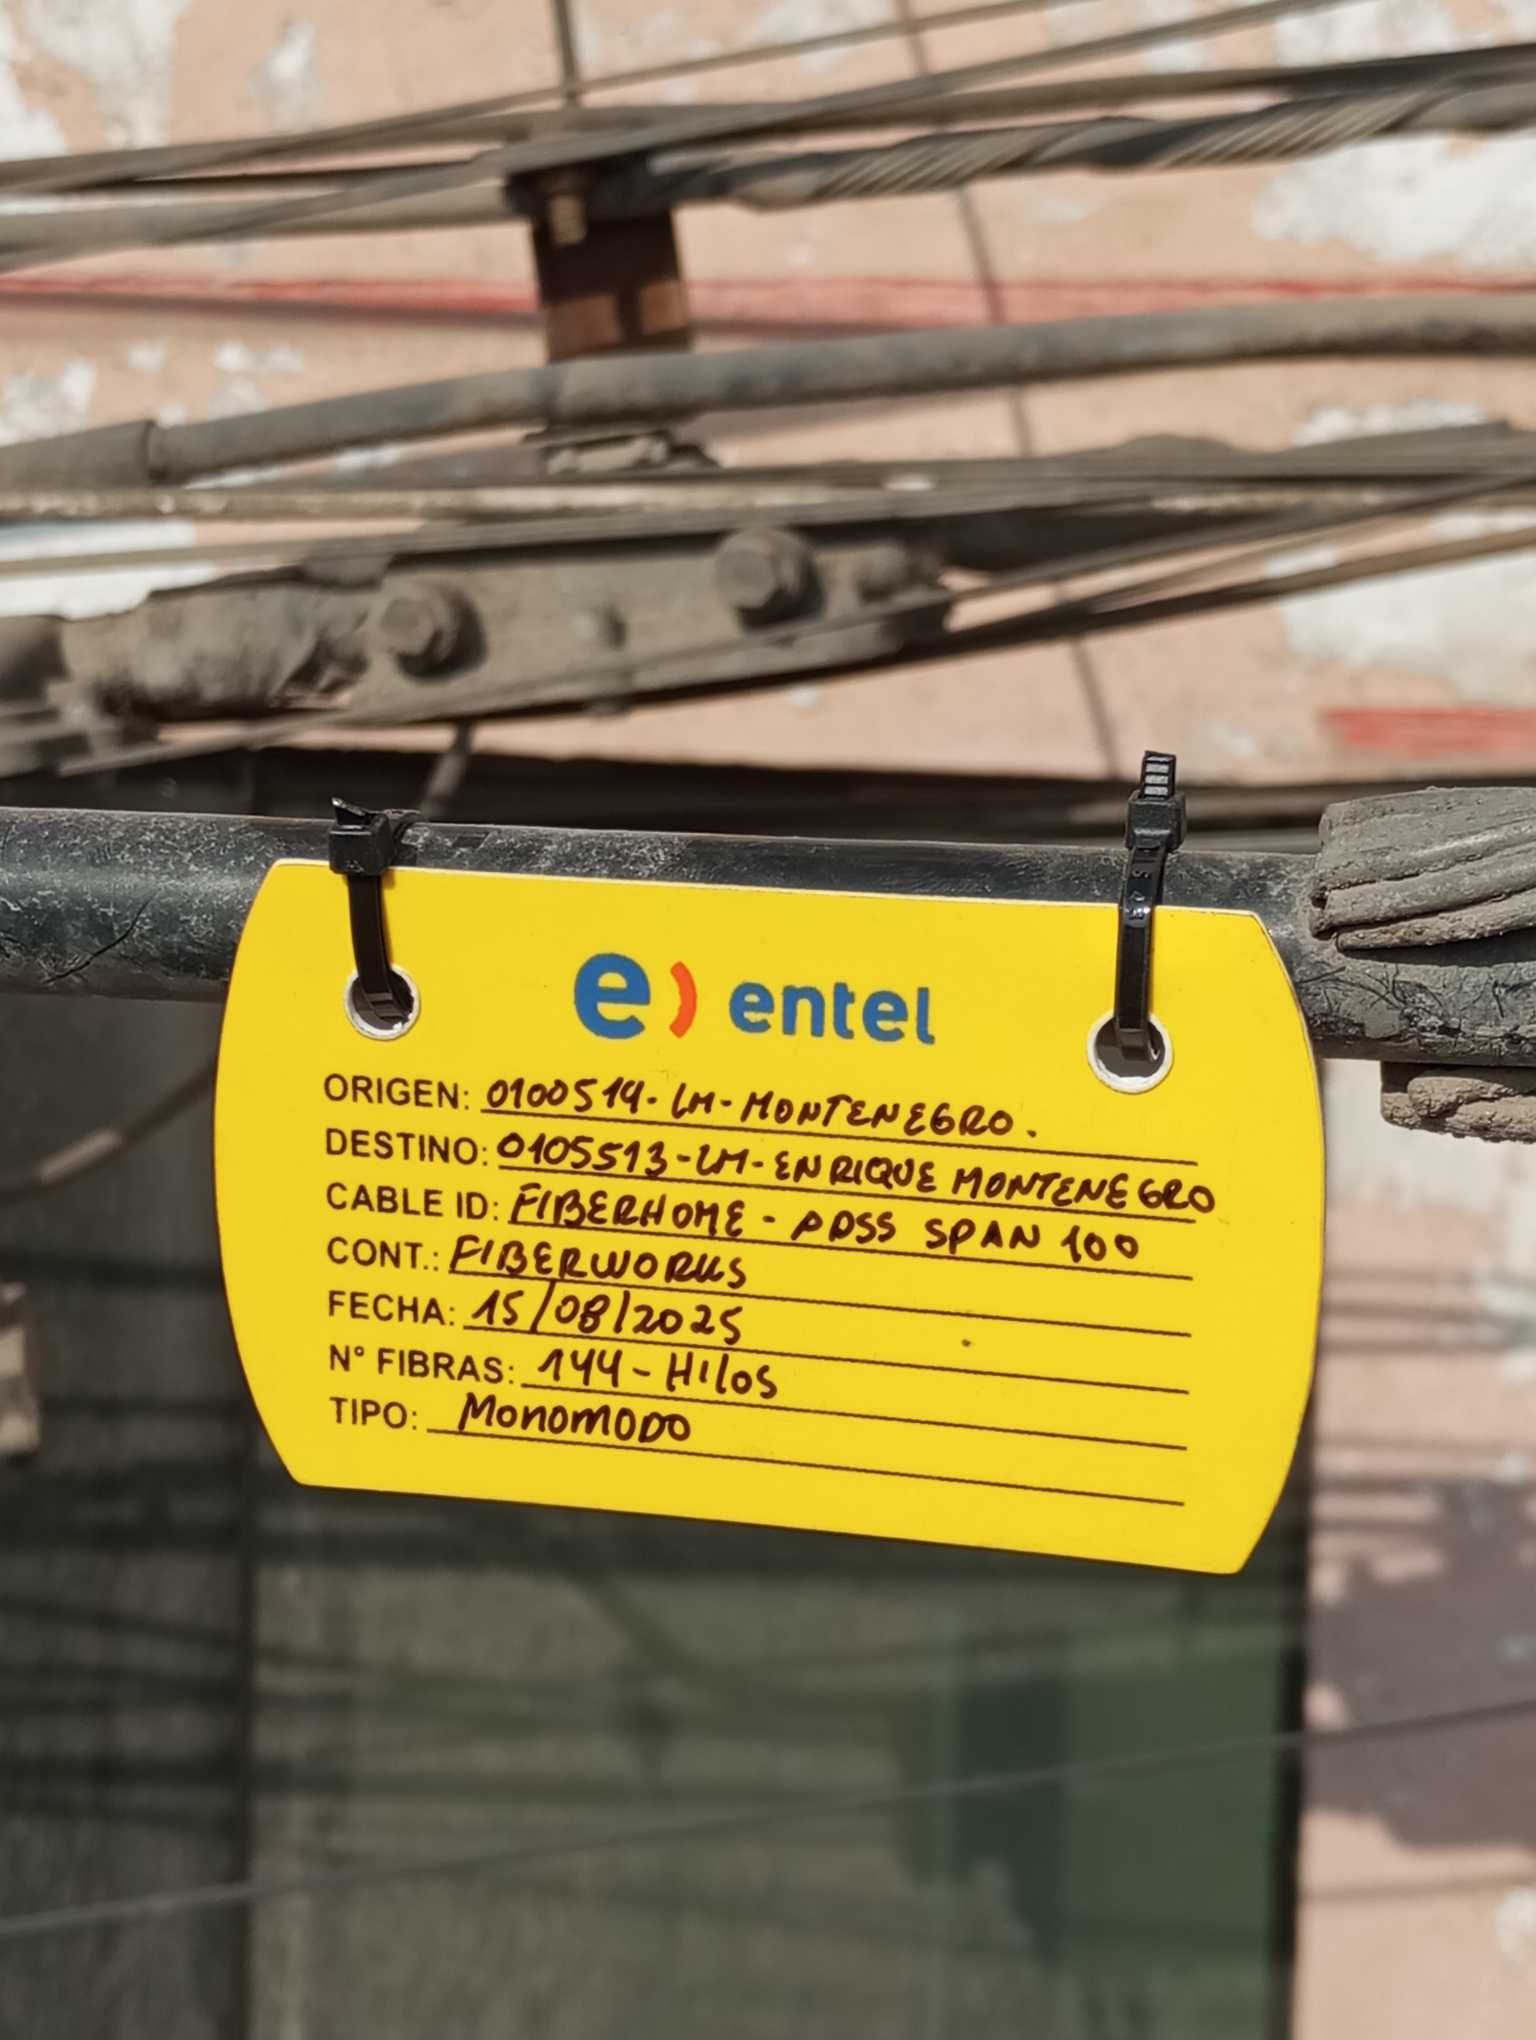 e) entel
ORIGEN: 0100514- LM- MONTENEGRO.
DESTINO: 0105513-LM- ENRIQUE MONTENEGRO
CABLE ID: FIBERHOME - ADSS SPAN 100
CONT.: FIBERWORKS
FECHA: 15/08/2025
N° FIBRAS: 144- Hilos
TIPO: MONOMODO